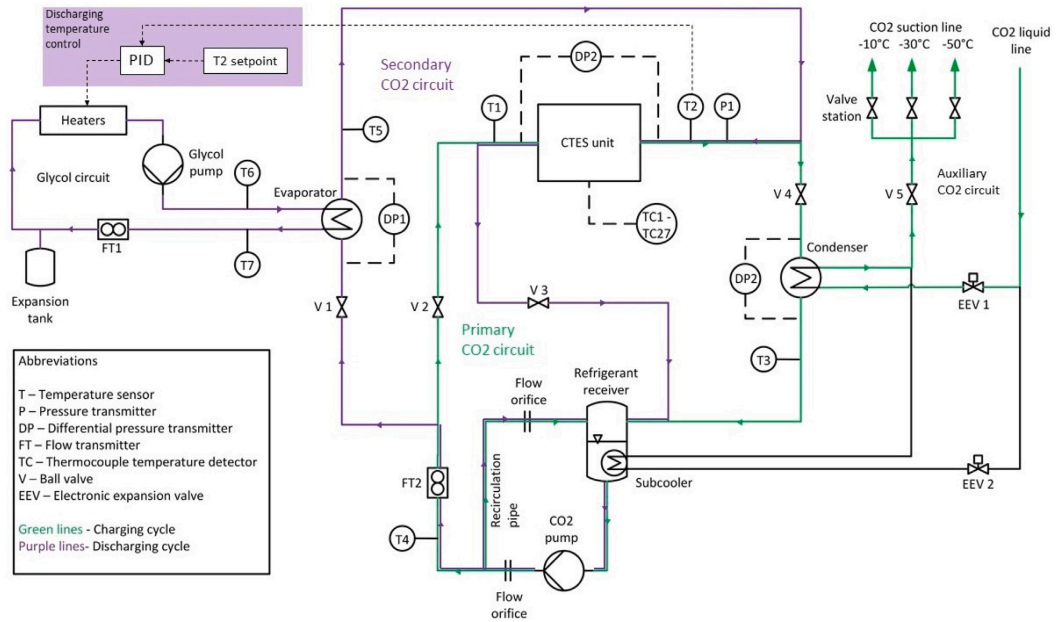 Discharging
temperature
control
PID
T2 setpoint
Secondary
CO2 circuit
DP2
CO2 suction line
-10°C
-30°C
-50°C
CO2 liquid
line
Valve
station
Heaters
Glycol
pump
Glycol circuit
T5
T1
CTES unit
T2
P1
T6
Evaporator
DP1
TC1 -
TC27
V 4
V 5
Auxiliary
CO2 circuit
FT1
T7
Expansion
tank
V 1
V 2
V 3
DP2
Condenser
EEV 1
Primary
CO2 circuit
T3
Flow
orifice
Refrigerant
receiver
Subcooler
EEV 2
FT2
Recirculation
pipe
T4
CO2
pump
Flow
orifice
Abbreviations
T – Temperature sensor
P – Pressure transmitter
DP – Differential pressure transmitter
FT – Flow transmitter
TC – Thermocouple temperature detector
V – Ball valve
EEV – Electronic expansion valve
Green lines - Charging cycle
Purple lines- Discharging cycle